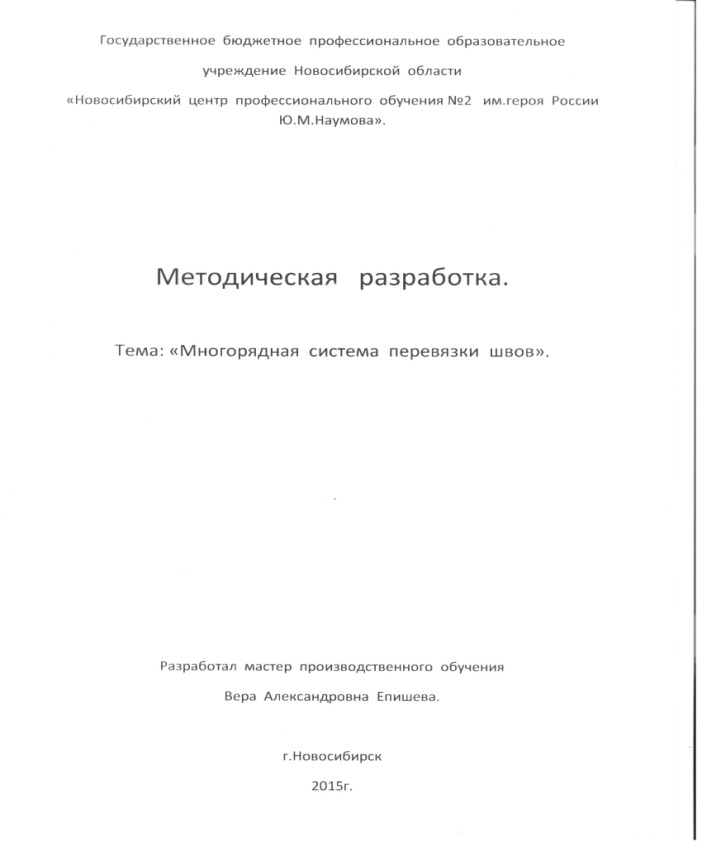 Государственное бюджетное профессиональное образовательное
учреждение Новосибирской области
«Новосибирский центр профессионального обучения №2 им.героя России
Ю.М.Наумова».
Методическая разработка.
Тема: «Многорядная система перевязки швов».
Разработал мастер производственного обучения
Вера Александровна Епишева.
г.Новосибирск
2015г.